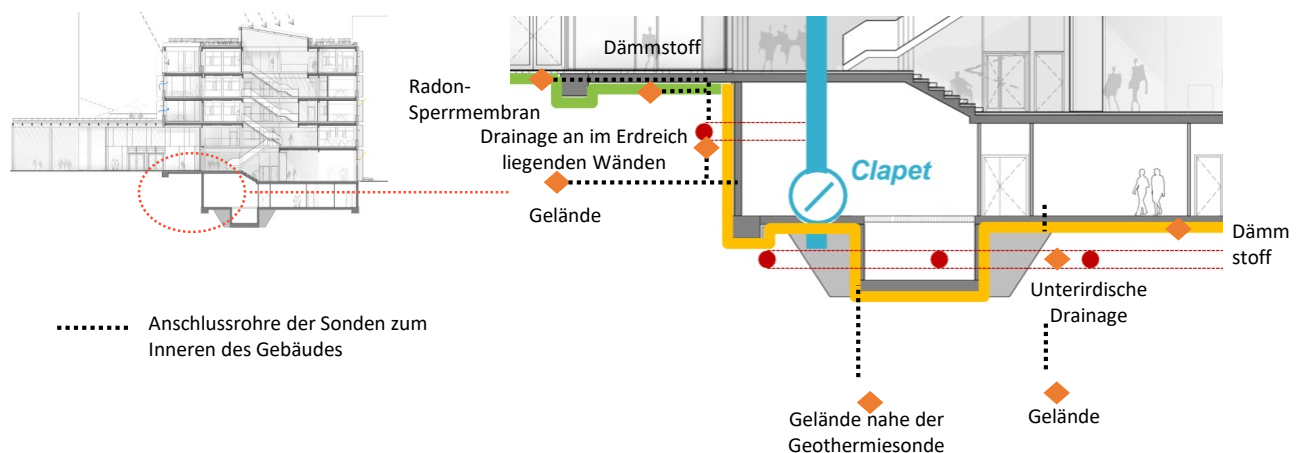 Dämmstoff
Radon-
Sperrmembran
Drainage an im Erdreich
liegenden Wänden
Gelände
Clapet
Dämm
stoff
Unterirdische
Drainage
Anschlussrohre der Sonden zum
Inneren des Gebäudes
Gelände nahe der
Geothermiesonde
Gelände